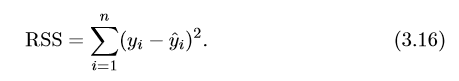 RSS = \sum_{i=1}^{n} (y_i - \hat{y}_i)^2. (3.16)